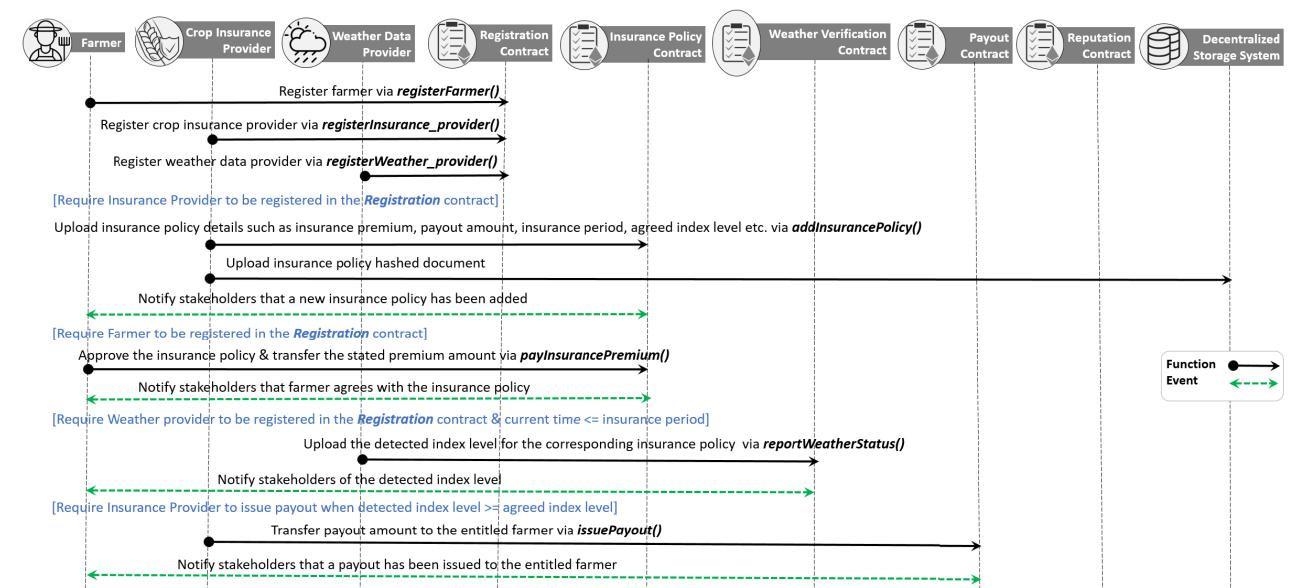 Farmer
Crop Insurance
Provider
Weather Data
Provider
Registration
Contract
Insurance Policy
Contract
Weather Verification
Contract
Payout
Contract
Reputation
Contract
Decentralized
Storage System
Register farmer via registerFarmer()
Register crop insurance provider via registerInsurance_provider()
Register weather data provider via registerWeather_provider()
[Require Insurance Provider to be registered in the Registration contract]
Upload insurance policy details such as insurance premium, payout amount, insurance period, agreed index level etc. via addInsurancePolicy()
Upload insurance policy hashed document
Notify stakeholders that a new insurance policy has been added
[Require Farmer to be registered in the Registration contract]
Approve the insurance policy & transfer the stated premium amount via payInsurancePremium()
Function
Event
Notify stakeholders that farmer agrees with the insurance policy
[Require Weather provider to be registered in the Registration contract & current time <= insurance period]
Upload the detected index level for the corresponding insurance policy via reportWeatherStatus()
Notify stakeholders of the detected index level
[Require Insurance Provider to issue payout when detected index level >= agreed index level]
Transfer payout amount to the entitled farmer via issuePayout()
Notify stakeholders that a payout has been issued to the entitled farmer